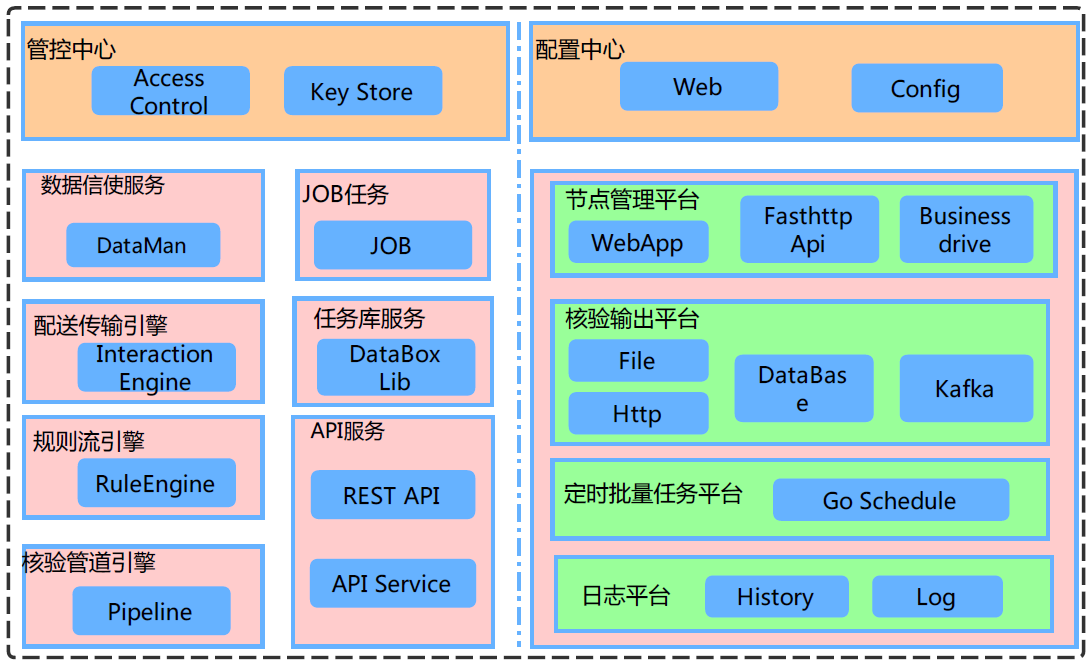 管控中心
Access
Control
Key Store
配置中心
Web
Config
数据信使服务
DataMan
JOB任务
JOB
配送传输引擎
Interaction
Engine
任务库服务
DataBox
Lib
规则流引擎
RuleEngine
API服务
REST API
API Service
核验管道引擎
Pipeline
节点管理平台
WebApp
Fasthttp
Api
Business
drive
核验输出平台
File
Http
DataBas
e
Kafka
定时批量任务平台
Go Schedule
日志平台
History
Log